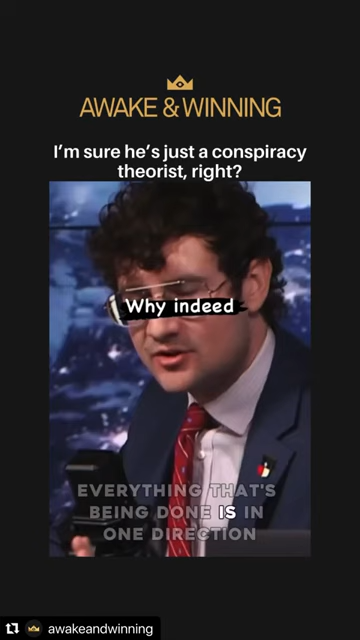 AWAKE & WINNING
I'm sure he's just a conspiracy
theorist, right?
Why indeed
EVERYTHING THAT'S
BEING DONE IS IN
ONE DIRECTION
awakeandwinning